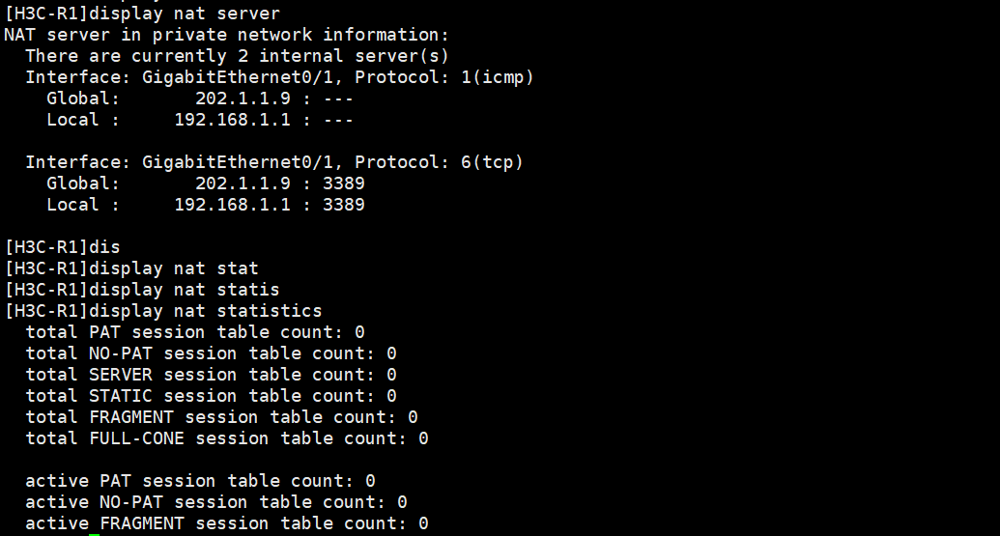 [H3C-R1]display nat server
NAT server in private network information:
There are currently 2 internal server(s)
Interface: GigabitEthernet0/1, Protocol: 1(icmp)
Global: 202.1.1.9 : ---
Local : 192.168.1.1 : ---
Interface: GigabitEthernet0/1, Protocol: 6(tcp)
Global: 202.1.1.9 : 3389
Local : 192.168.1.1 : 3389
[H3C-R1]dis
[H3C-R1]display nat stat
[H3C-R1]display nat statis
[H3C-R1]display nat statistics
total PAT session table count: 0
total NO-PAT session table count: 0
total SERVER session table count: 0
total STATIC session table count: 0
total FRAGMENT session table count: 0
total FULL-CONE session table count: 0
active PAT session table count: 0
active NO-PAT session table count: 0
active FRAGMENT session table count: 0